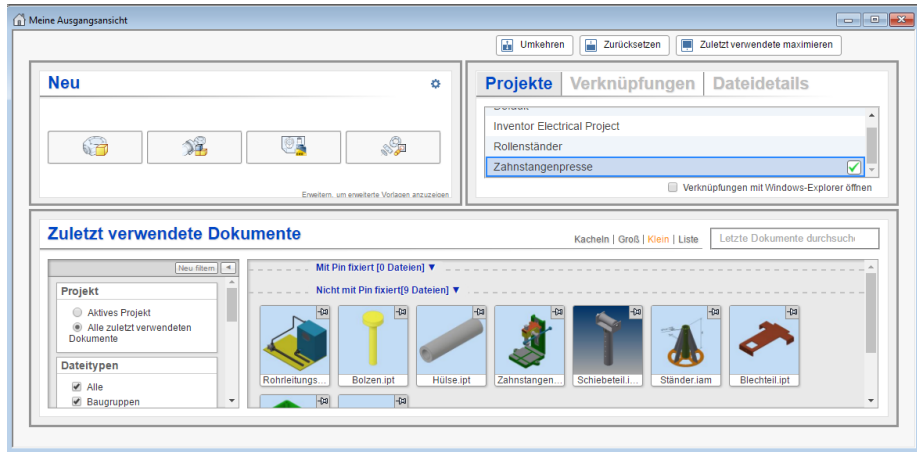 Meine Ausgangsansicht
Umkehren
Zurücksetzen
Zuletzt verwendete maximieren
Neu
Erweitern, um erweiterte Vorlagen anzuzeigen
Projekte
Verknüpfungen
Dateidetails
Default
Inventor Electrical Project
Rollenständer
Zahnstangenpresse
Verknüpfungen mit Windows-Explorer öffnen
Zuletzt verwendete Dokumente
Kacheln | Groß | Klein | Liste
Letzte Dokumente durchsuch
Neu filtern
Projekt
Aktives Projekt
Alle zuletzt verwendeten
Dokumente
Dateitypen
Alle
Baugruppen
Mit Pin fixiert [0 Dateien] ▼
Nicht mit Pin fixiert[9 Dateien] ▼
Rohrleitungs...
Bolzen.ipt
Hülse.ipt
Zahnstangen...
Schiebeteil.i...
Ständer.iam
Blechteil.ipt